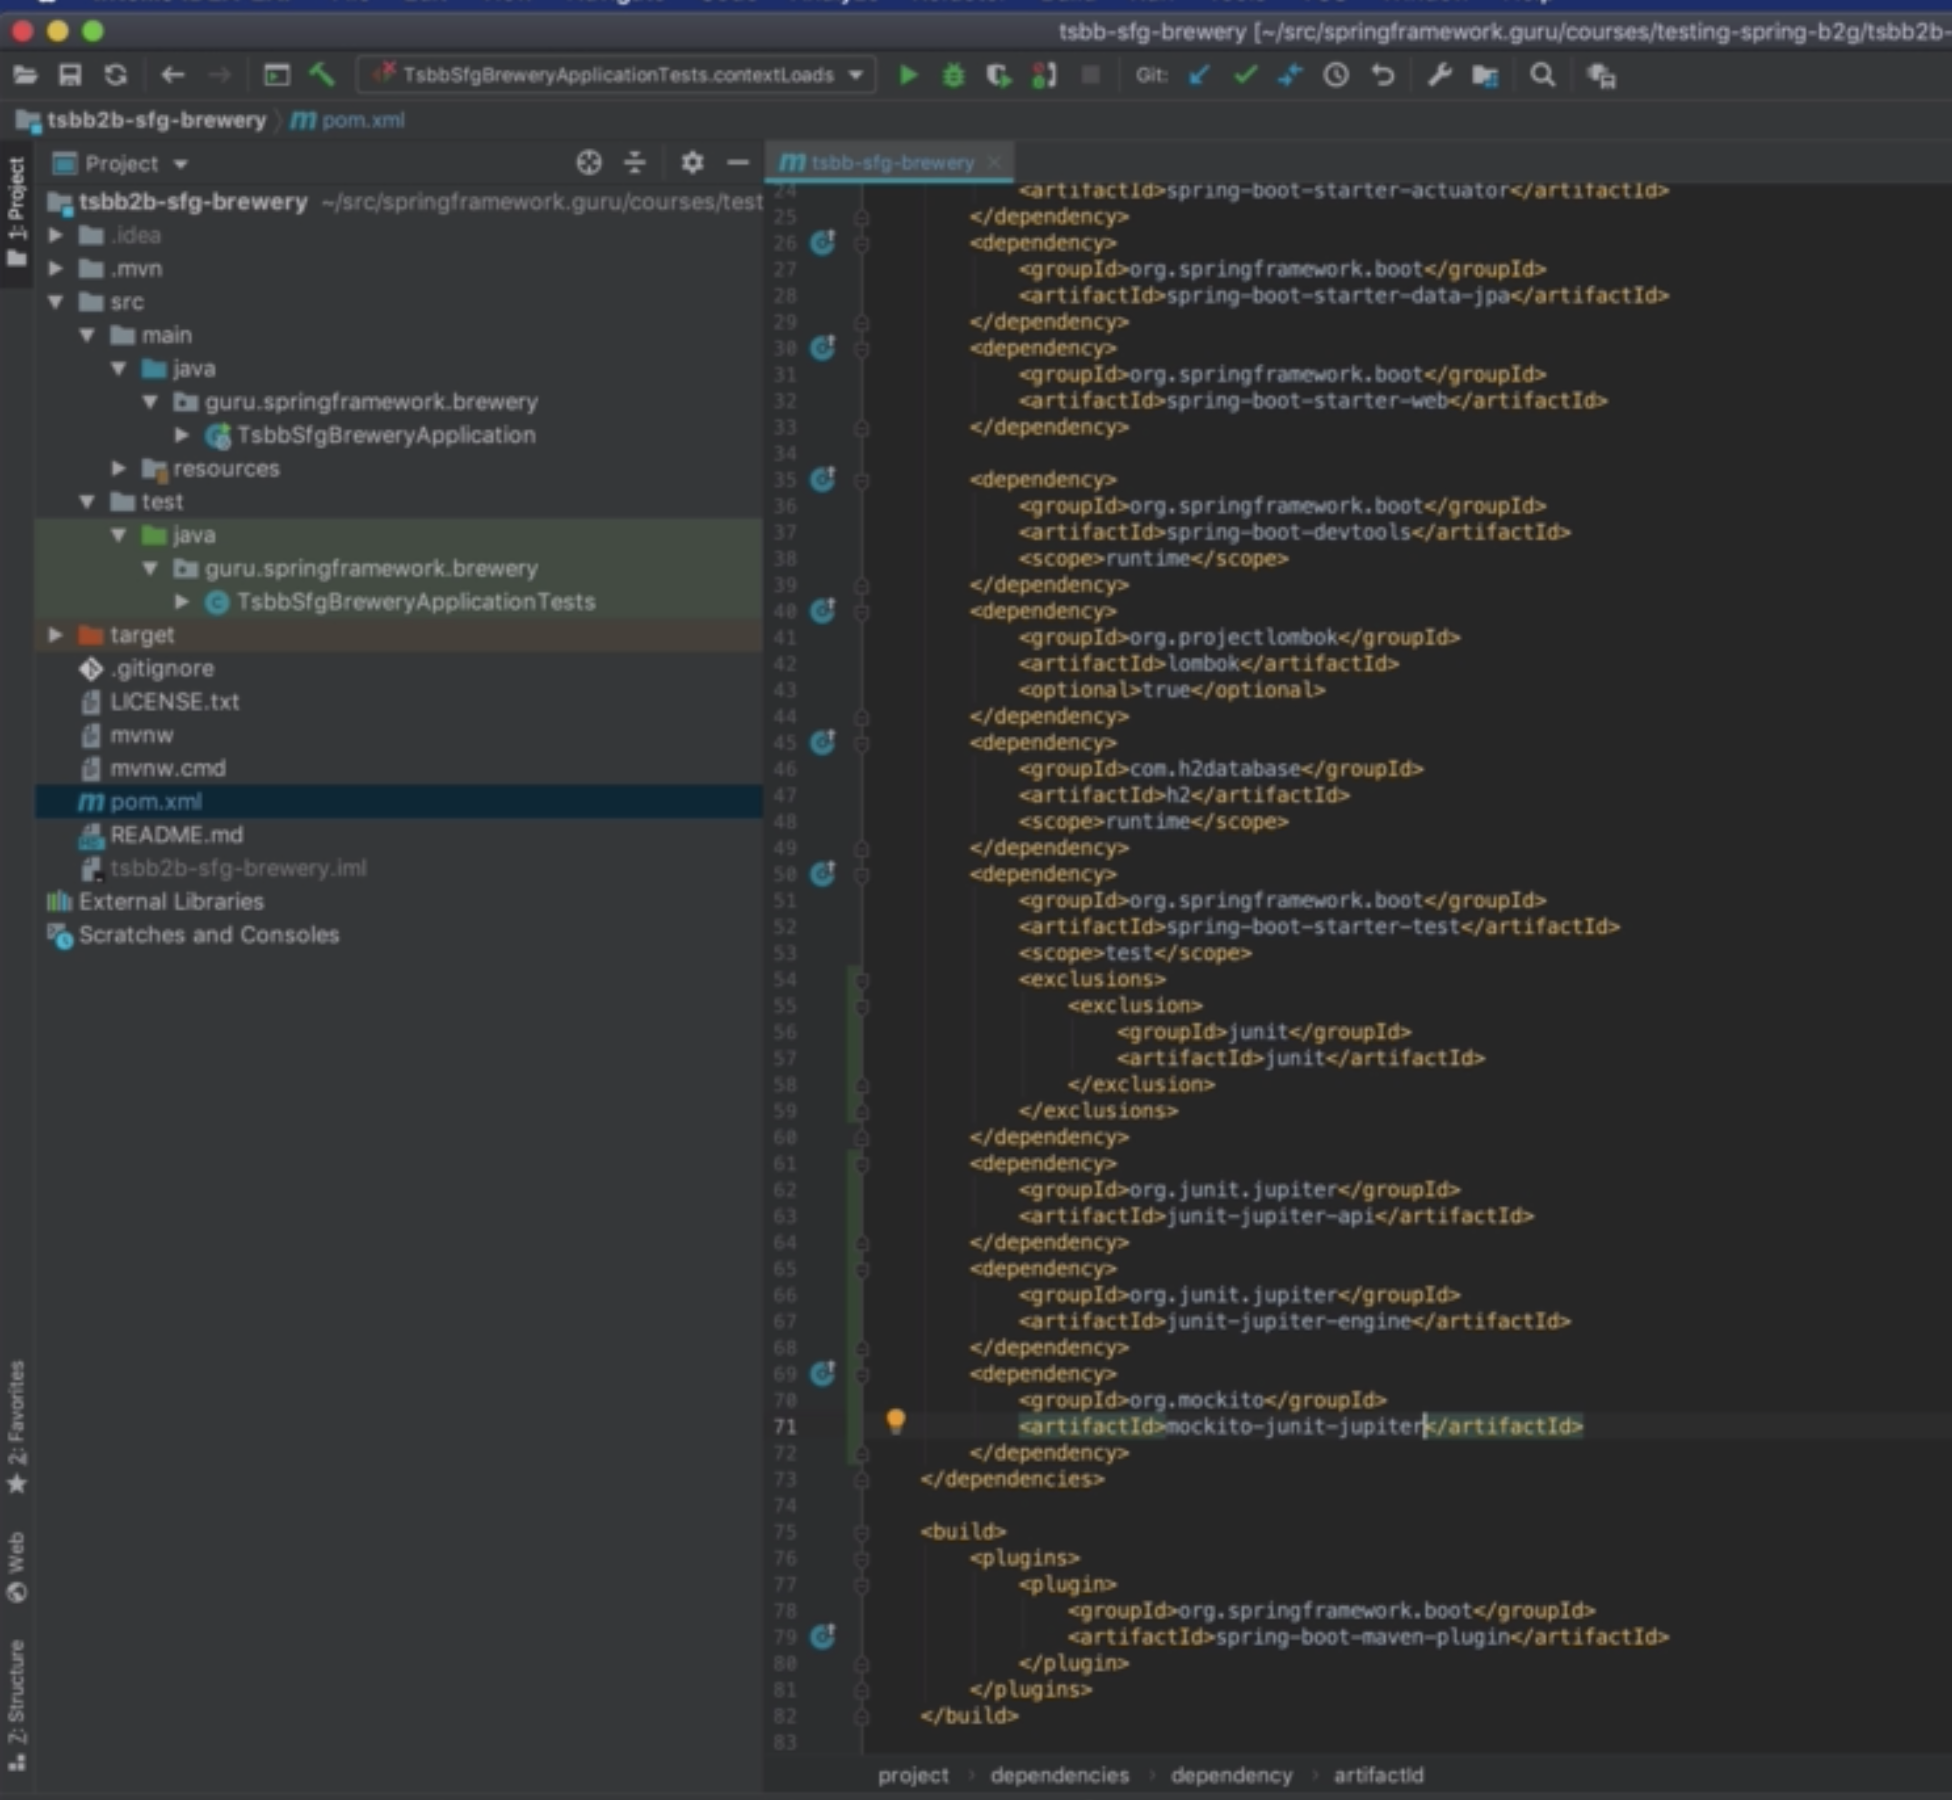 tsbb-sfg-brewery [~/src/springframework.guru/courses/testing-spring-b2g/tsbb2b-
TsbbSfgBreweryApplicationTests.contextLoads
Git:
tsbb2b-sfg-brewery
pom.xml
1: Project
Project
tsbb2b-sfg-brewery ~/src/springframework.guru/courses/test
.idea
.mvn
src
main
java
guru.springframework.brewery
TsbbSfgBreweryApplication
resources
test
java
guru.springframework.brewery
TsbbSfgBreweryApplicationTests
target
.gitignore
LICENSE.txt
mvnw
mvnw.cmd
pom.xml
README.md
tsbb2b-sfg-brewery.iml
External Libraries
Scratches and Consoles
2: Favorites
Web
Z: Structure
tsbb-sfg-brewery
24 <artifactId>spring-boot-starter-actuator</artifactId>
25 </dependency>
26 <dependency>
27 <groupId>org.springframework.boot</groupId>
28 <artifactId>spring-boot-starter-data-jpa</artifactId>
29 </dependency>
30 <dependency>
31 <groupId>org.springframework.boot</groupId>
32 <artifactId>spring-boot-starter-web</artifactId>
33 </dependency>
34
35 <dependency>
36 <groupId>org.springframework.boot</groupId>
37 <artifactId>spring-boot-devtools</artifactId>
38 <scope>runtime</scope>
39 </dependency>
40 <dependency>
41 <groupId>org.projectlombok</groupId>
42 <artifactId>lombok</artifactId>
43 <optional>true</optional>
44 </dependency>
45 <dependency>
46 <groupId>com.h2database</groupId>
47 <artifactId>h2</artifactId>
48 <scope>runtime</scope>
49 </dependency>
50 <dependency>
51 <groupId>org.springframework.boot</groupId>
52 <artifactId>spring-boot-starter-test</artifactId>
53 <scope>test</scope>
54 <exclusions>
55 <exclusion>
56 <groupId>junit</groupId>
57 <artifactId>junit</artifactId>
58 </exclusion>
59 </exclusions>
60 </dependency>
61 <dependency>
62 <groupId>org.junit.jupiter</groupId>
63 <artifactId>junit-jupiter-api</artifactId>
64 </dependency>
65 <dependency>
66 <groupId>org.junit.jupiter</groupId>
67 <artifactId>junit-jupiter-engine</artifactId>
68 </dependency>
69 <dependency>
70 <groupId>org.mockito</groupId>
71 <artifactId>mockito-junit-jupiter</artifactId>
72 </dependency>
73 </dependencies>
74
75 <build>
76 <plugins>
77 <plugin>
78 <groupId>org.springframework.boot</groupId>
79 <artifactId>spring-boot-maven-plugin</artifactId>
80 </plugin>
81 </plugins>
82 </build>
83
project dependencies dependency artifactId